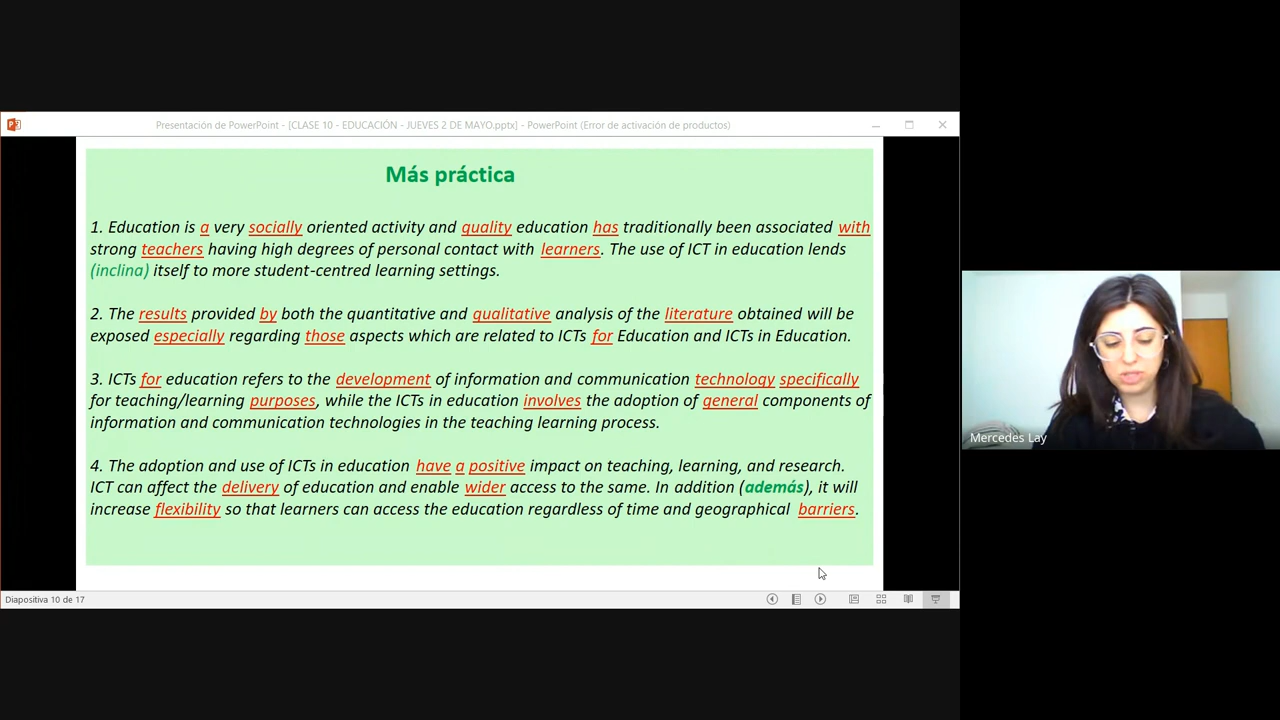 Presentación de PowerPoint - [CLASE 10 - EDUCACIÓN - JUEVES 2 DE MAYO.pptx] - PowerPoint (Error de activación de productos)
Más práctica
1. Education is a very socially oriented activity and quality education has traditionally been associated with
strong teachers having high degrees of personal contact with learners. The use of ICT in education lends
(inclina) itself to more student-centred learning settings.
2. The results provided by both the quantitative and qualitative analysis of the literature obtained will be
exposed especially regarding those aspects which are related to ICTs for Education and ICTs in Education.
3. ICTs for education refers to the development of information and communication technology specifically
for teaching/learning purposes, while the ICTs in education involves the adoption of general components of
information and communication technologies in the teaching learning process.
4. The adoption and use of ICTs in education have a positive impact on teaching, learning, and research.
ICT can affect the delivery of education and enable wider access to the same. In addition (además), it will
increase flexibility so that learners can access the education regardless of time and geographical barriers.
Diapositiva 10 de 17
Mercedes Lay